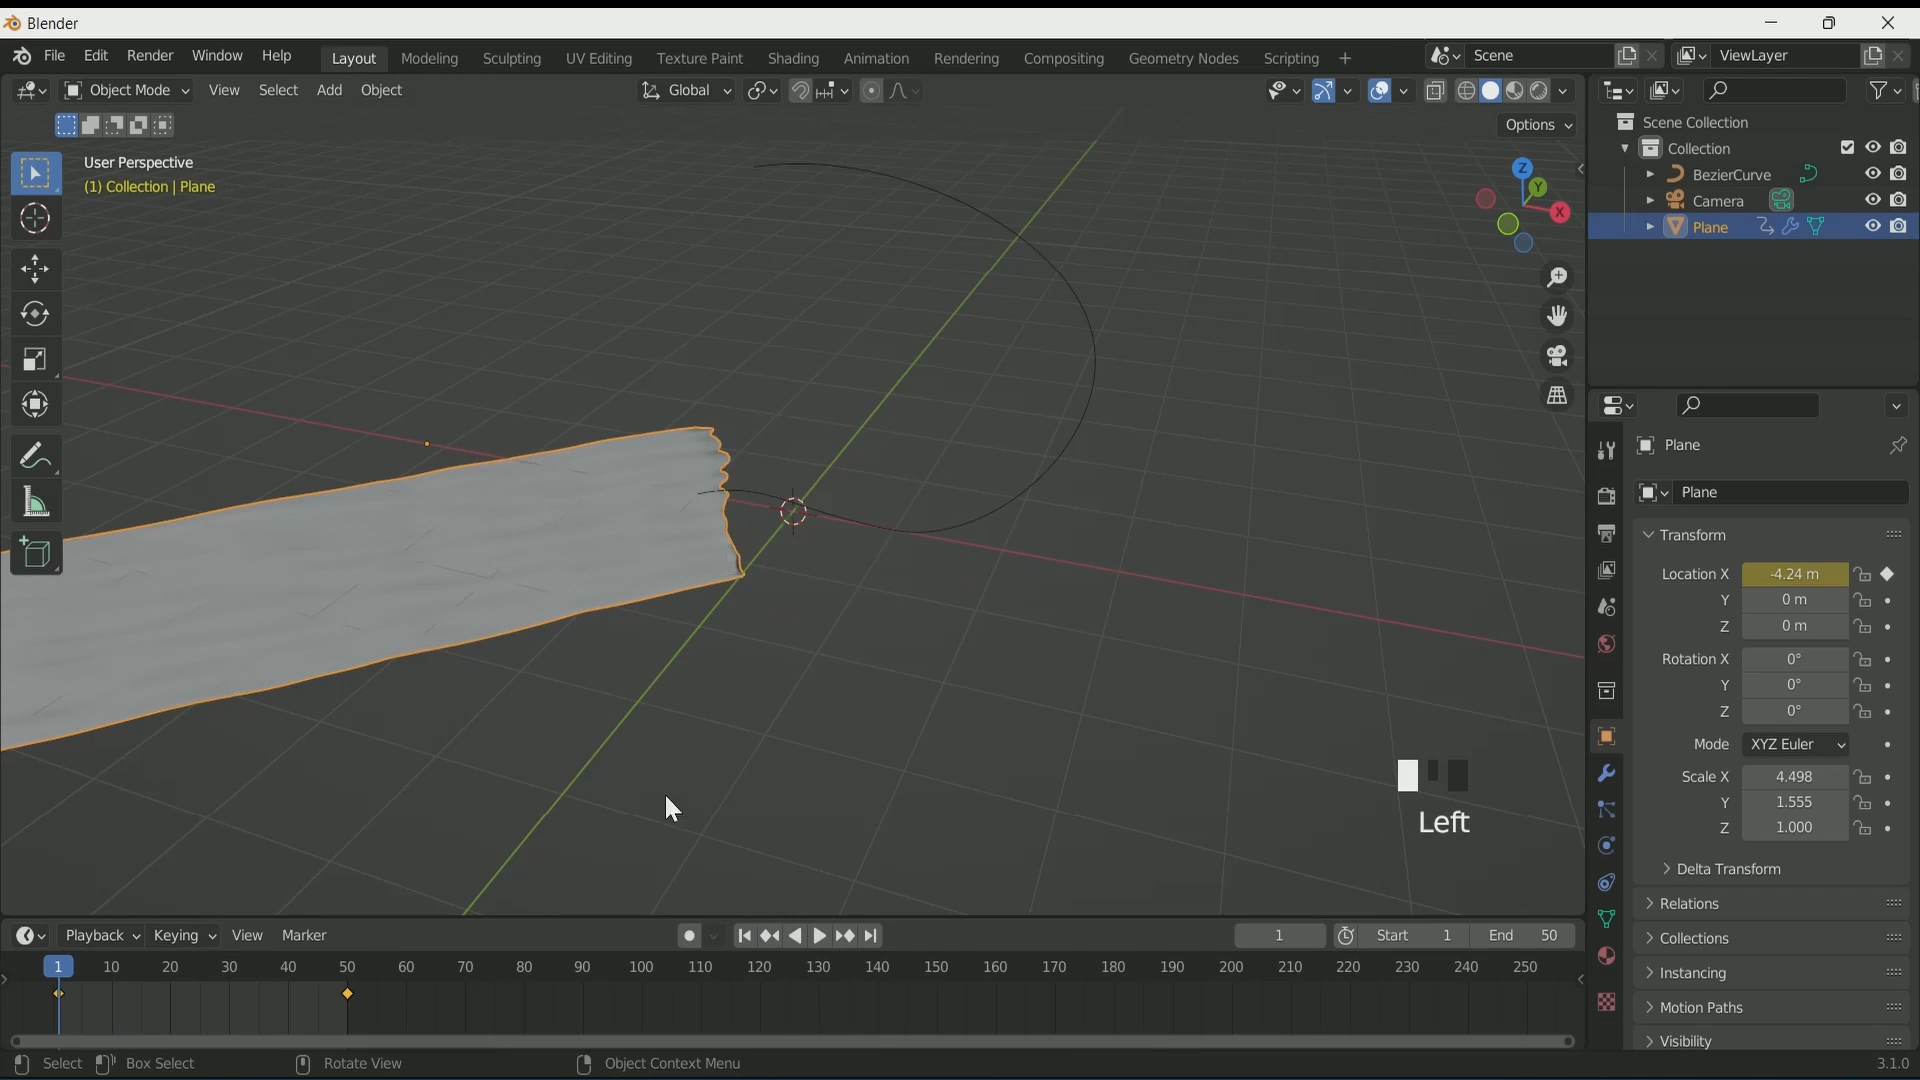 Blender
File Edit Render Window Help Layout Modeling Sculpting UV Editing Texture Paint Shading Animation Rendering Compositing Geometry Nodes Scripting + Scene ViewLayer
Object Mode View Select Add Object Global
Options
User Perspective
(1) Collection | Plane
Z
Y
X
Left
Scene Collection
Collection
BezierCurve
Camera
Plane
Plane
Plane
Transform
Location X -4.24 m
Y 0 m
Z 0 m
Rotation X 0°
Y 0°
Z 0°
Mode XYZ Euler
Scale X 4.498
Y 1.555
Z 1.000
Delta Transform
Relations
Collections
Instancing
Motion Paths
Visibility
Playback Keying View Marker 1 Start 1 End 50
1 10 20 30 40 50 60 70 80 90 100 110 120 130 140 150 160 170 180 190 200 210 220 230 240 250
Select Box Select Rotate View Object Context Menu 3.1.0